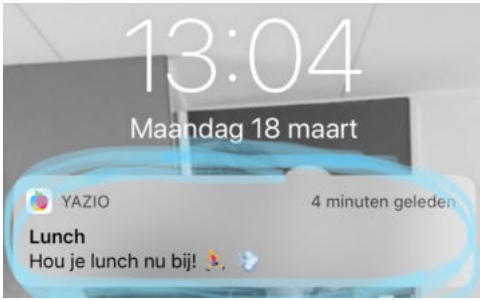 13:04
Maandag 18 maart
YAZIO 4 minuten geleden
Lunch
Hou je lunch nu bij! 🏃 💨